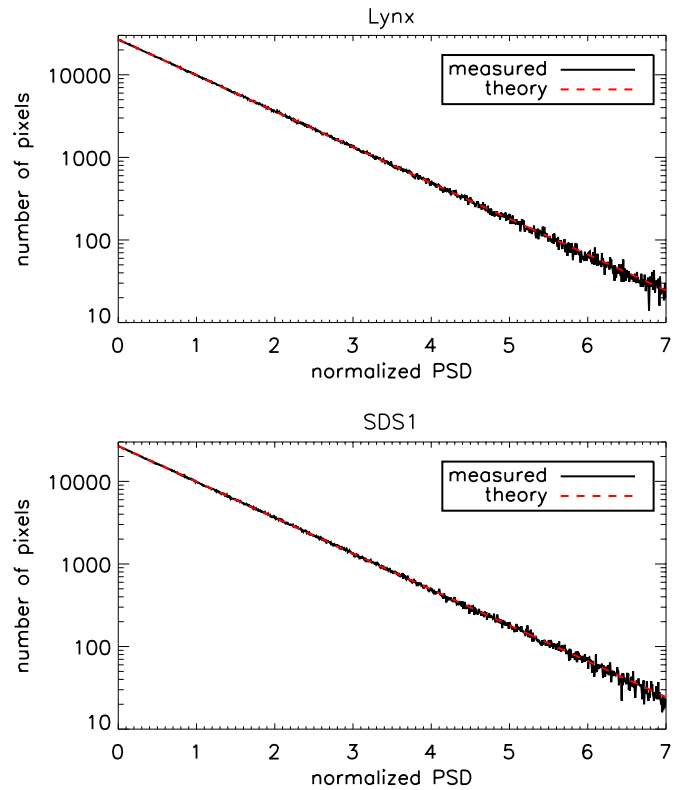 Lynx
10000
1000
100
10
number of pixels
measured
theory
0 1 2 3 4 5 6 7
normalized PSD
SDS1
10000
1000
100
10
number of pixels
measured
theory
0 1 2 3 4 5 6 7
normalized PSD